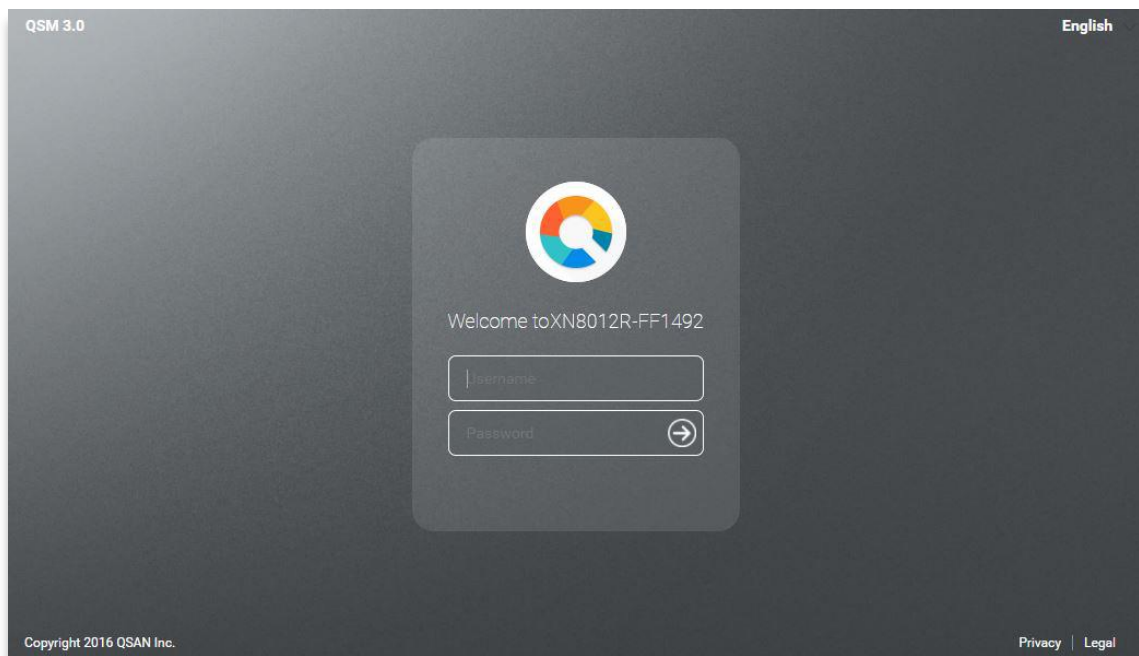 QSM 3.0
English
Welcome toXN8012R-FF1492
Username
Password
Copyright 2016 QSAN Inc.
Privacy | Legal